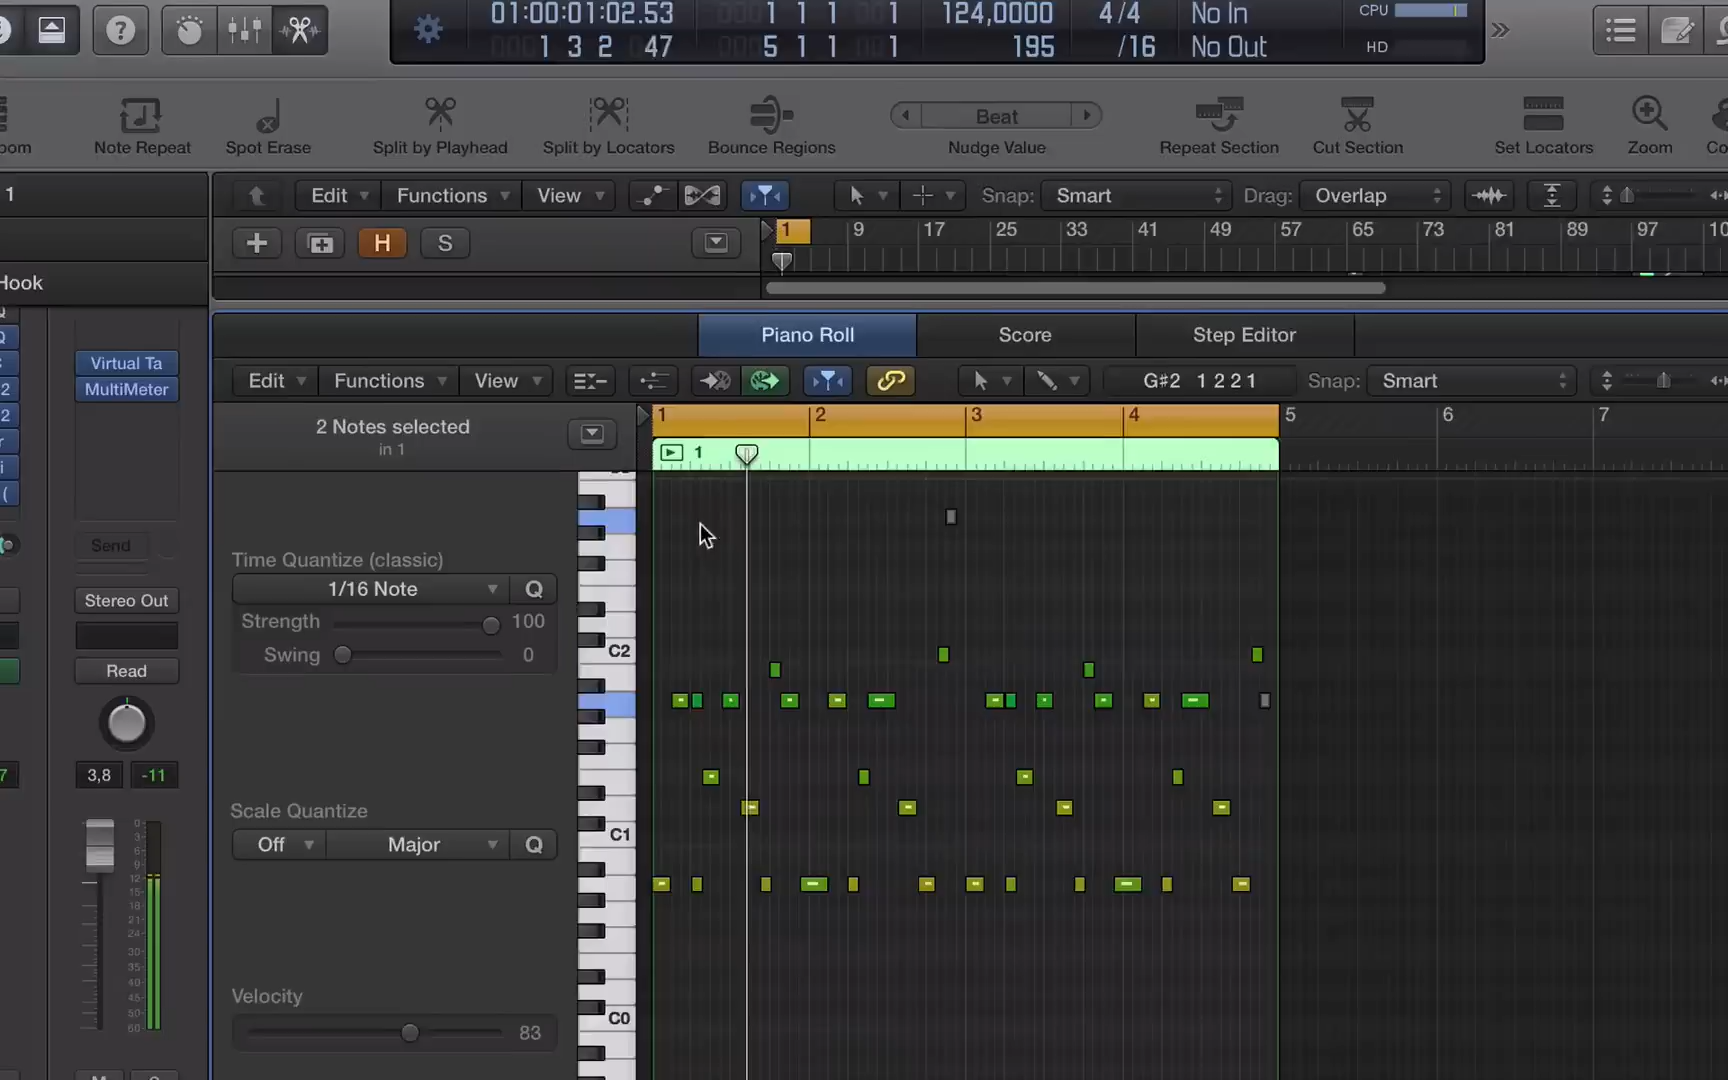 01:00:01:02.53
1 3 2 47
1 1 1 1
5 1 1 1
124,0000
195
4/4
/16
No In
No Out
CPU
HD
oom
Note Repeat
Spot Erase
Split by Playhead
Split by Locators
Bounce Regions
Beat
Nudge Value
Repeat Section
Cut Section
Set Locators
Zoom
Co
1
Edit
Functions
View
Snap: Smart
Drag: Overlap
H
S
1 9 17 25 33 41 49 57 65 73 81 89 97 10
Hook
Piano Roll
Score
Step Editor
Edit
Functions
View
G#2 1 2 2 1
Snap: Smart
Virtual Ta
MultiMeter
2 Notes selected
in 1
1 2 3 4 5 6 7
1
Send
Time Quantize (classic)
1/16 Note
Q
Strength 100
Swing 0
Stereo Out
Read
C2
3,8
-11
Scale Quantize
Off
Major
Q
C1
Velocity
83
C0